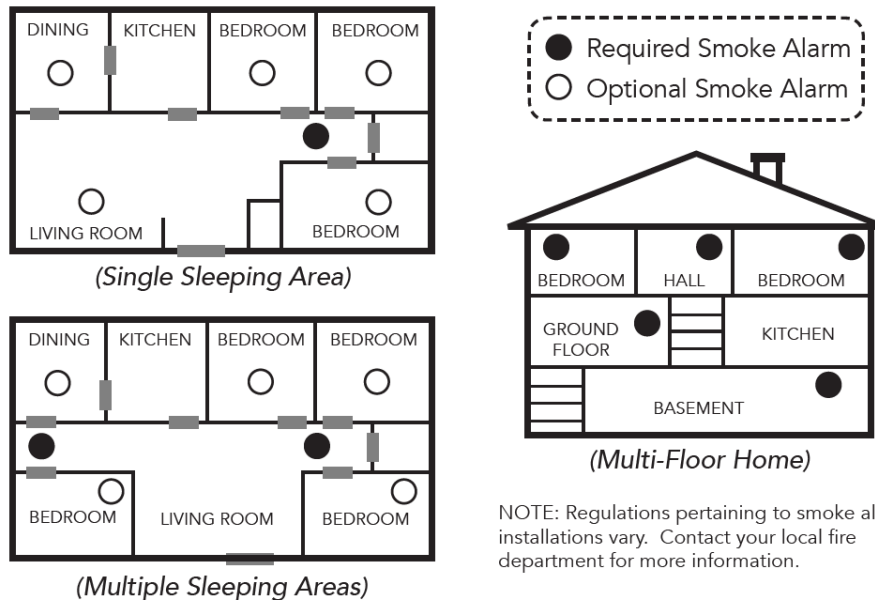 DINING KITCHEN BEDROOM BEDROOM
LIVING ROOM BEDROOM
(Single Sleeping Area)
DINING KITCHEN BEDROOM BEDROOM
BEDROOM LIVING ROOM BEDROOM
(Multiple Sleeping Areas)
Required Smoke Alarm
Optional Smoke Alarm
BEDROOM HALL BEDROOM
GROUND
FLOOR
KITCHEN
BASEMENT
(Multi-Floor Home)
NOTE: Regulations pertaining to smoke al
installations vary. Contact your local fire
department for more information.